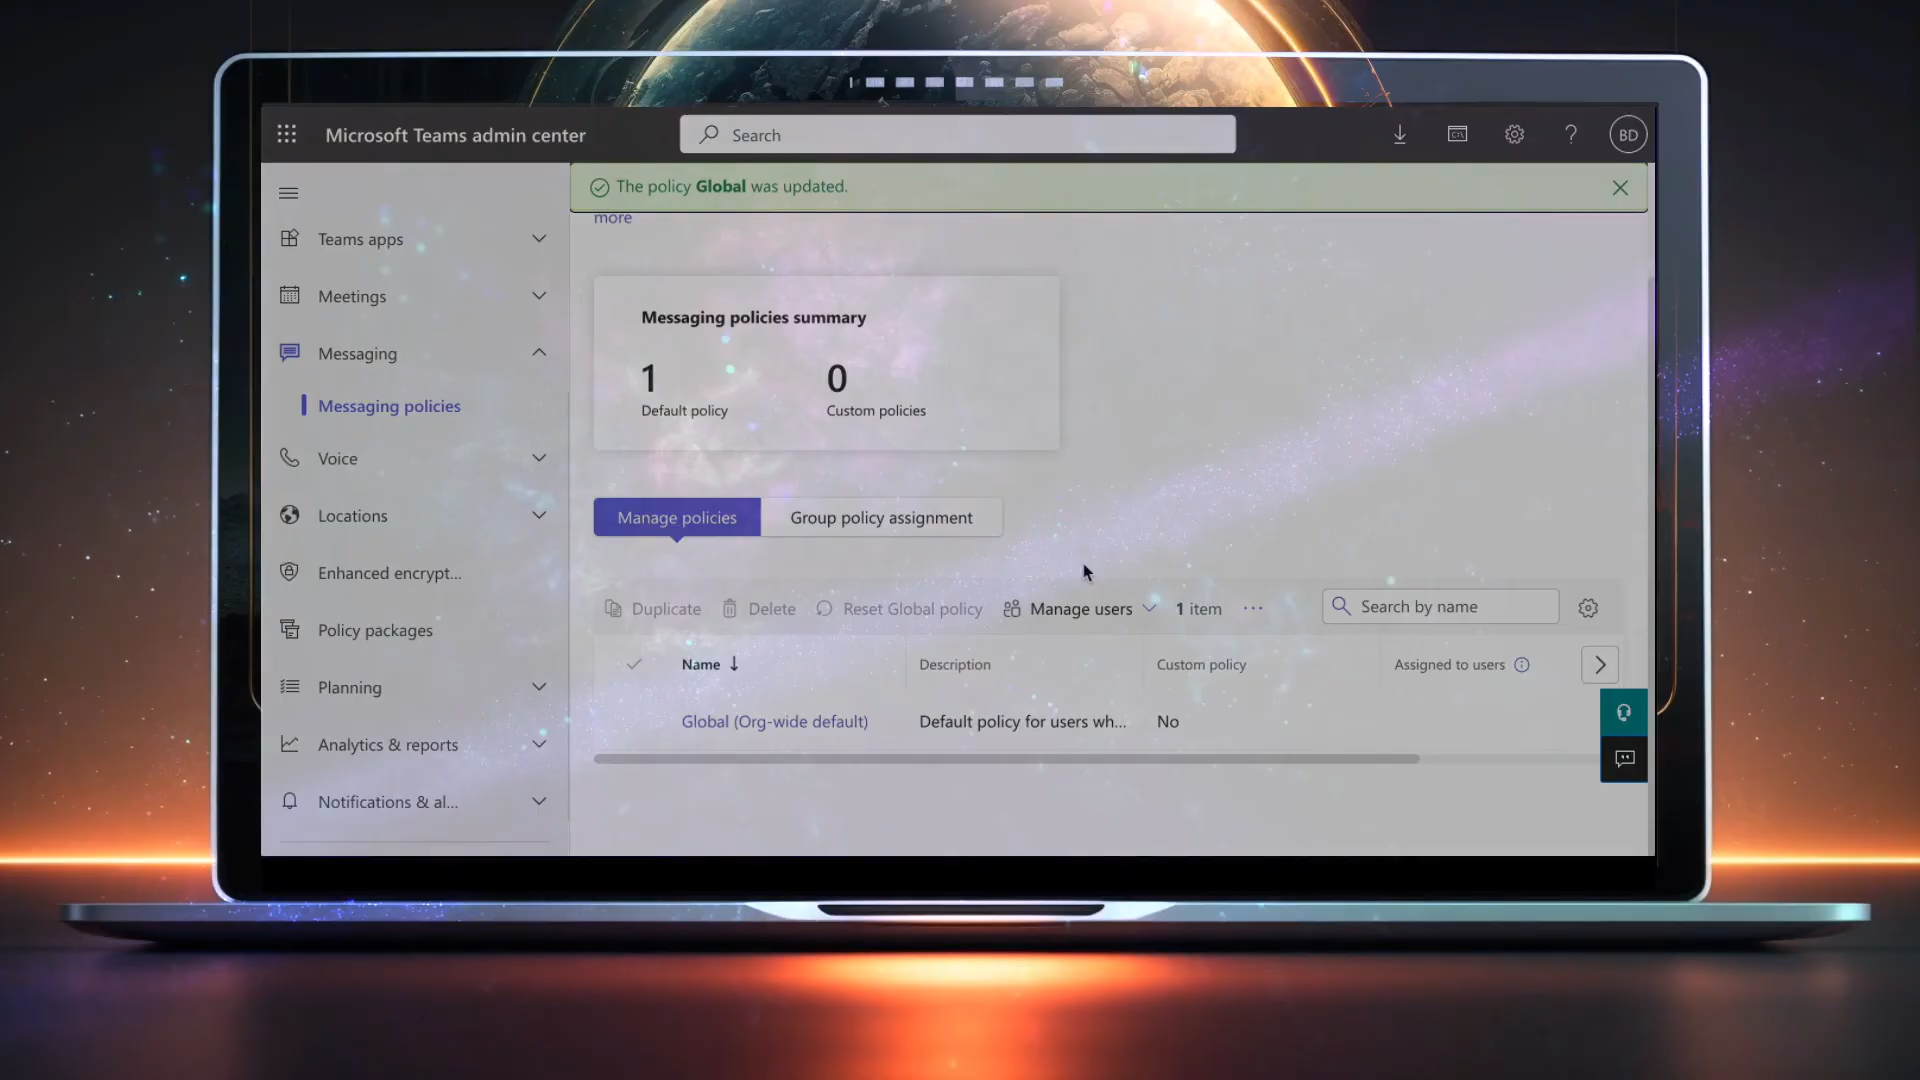 Microsoft Teams admin center
Search
BD
The policy Global was updated.
more
Teams apps
Meetings
Messaging
Messaging policies
Voice
Locations
Enhanced encrypt...
Policy packages
Planning
Analytics & reports
Notifications & al...
Messaging policies summary
1
0
Default policy
Custom policies
Manage policies
Group policy assignment
Duplicate
Delete
Reset Global policy
Manage users
1 item
Search by name
Name
Description
Custom policy
Assigned to users
Global (Org-wide default)
Default policy for users wh...
No